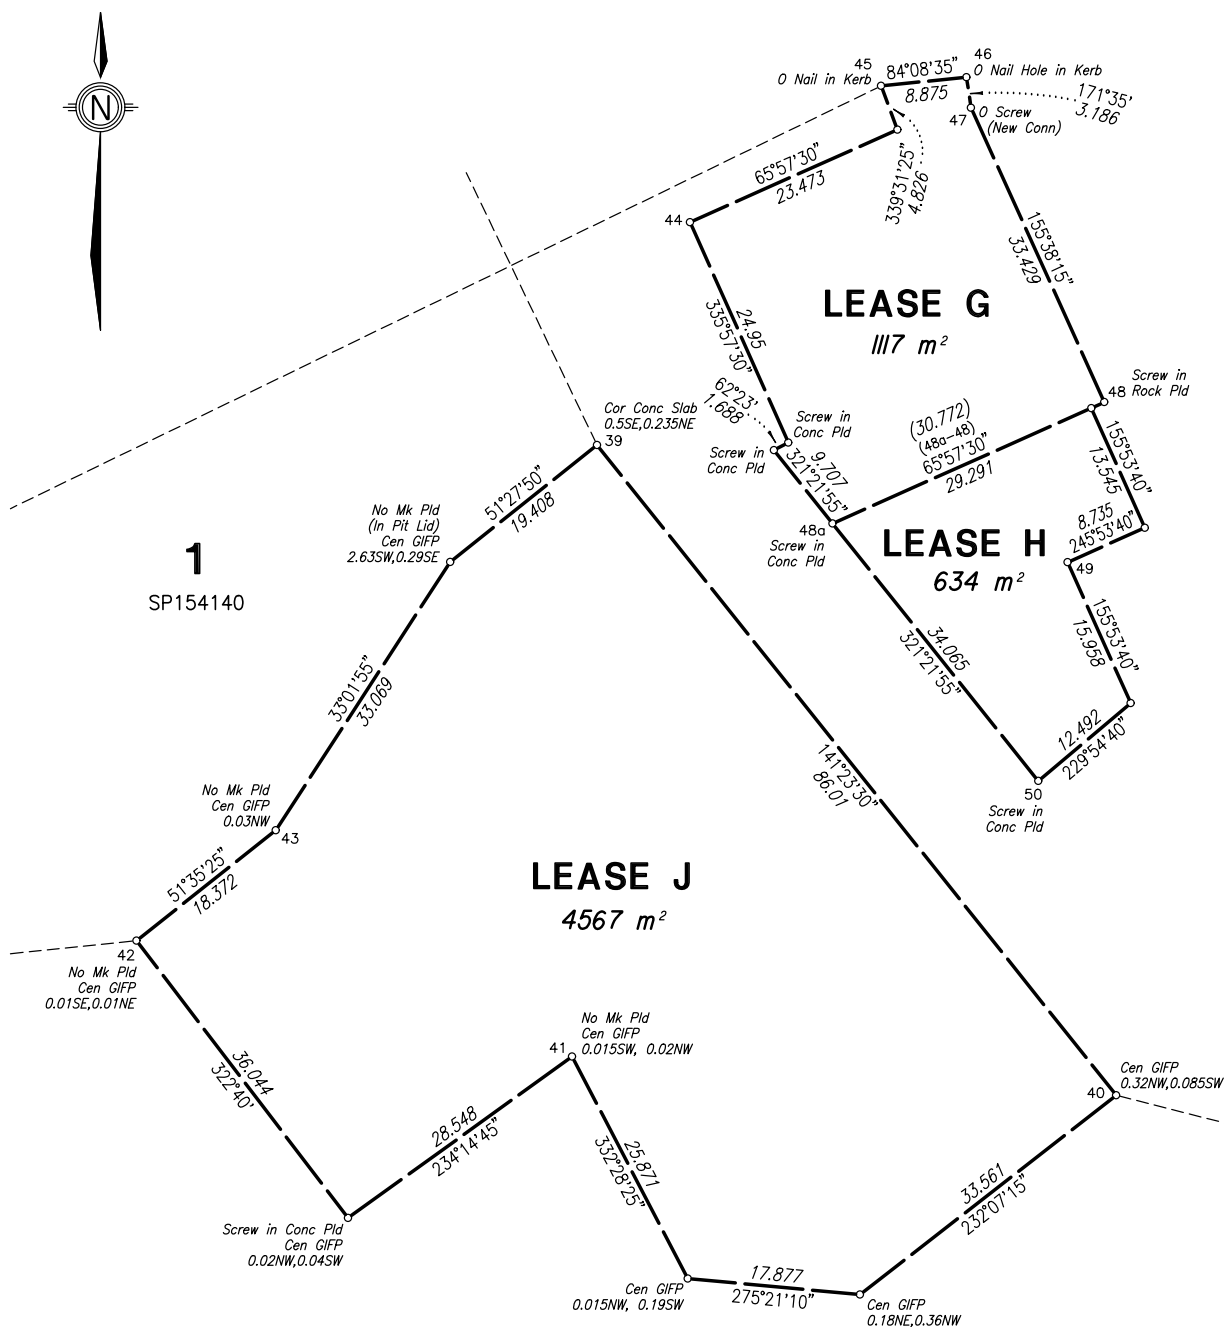 N
45
O Nail in Kerb
84°08'35"
8.875
46
O Nail Hole in Kerb
171°35'
3.186
47
O Screw
(New Conn)
65°57'30"
23.473
339°31'25"
4.826
44
155°38'15"
33.429
LEASE G
1117 m²
24.95
335°57'30"
62°23'
1.688
Screw in
Conc Pld
Screw in
Conc Pld
48
Screw in
Rock Pld
(30.772)
(48a-48)
65°57'30"
29.291
9.707
321°21'55"
155°53'40"
13.545
Cor Conc Slab
0.5SE,0.235NE
39
51°27'50"
19.408
No Mk Pld
(In Pit Lid)
Cen GIFP
2.63SW,0.29SE
48a
Screw in
Conc Pld
8.735
245°53'40"
49
LEASE H
634 m²
1
SP154140
155°53'40"
15.958
34.065
321°21'55"
33°01'55"
33.069
12.492
229°54'40"
141°23'30"
86.01
50
Screw in
Conc Pld
No Mk Pld
Cen GIFP
0.03NW
43
51°35'25"
18.372
LEASE J
4567 m²
42
No Mk Pld
Cen GIFP
0.01SE,0.01NE
No Mk Pld
Cen GIFP
0.015SW, 0.02NW
41
36.044
322°40'
28.548
234°14'45"
25.871
332°28'25"
Cen GIFP
0.32NW,0.085SW
40
33.561
232°07'15"
Screw in Conc Pld
Cen GIFP
0.02NW,0.04SW
17.877
275°21'10"
Cen GIFP
0.015NW, 0.19SW
Cen GIFP
0.18NE,0.36NW